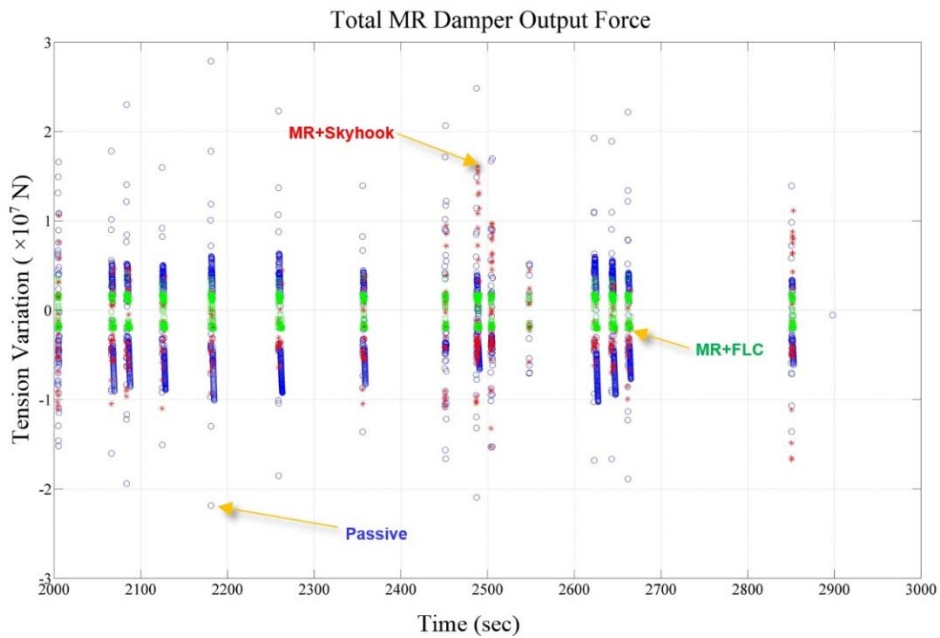 Total MR Damper Output Force
3
2
1
0
-1
-2
-3
Tension Variation ( ×10⁷ N)
MR+Skyhook
MR+FLC
Passive
2000 2100 2200 2300 2400 2500 2600 2700 2800 2900 3000
Time (sec)